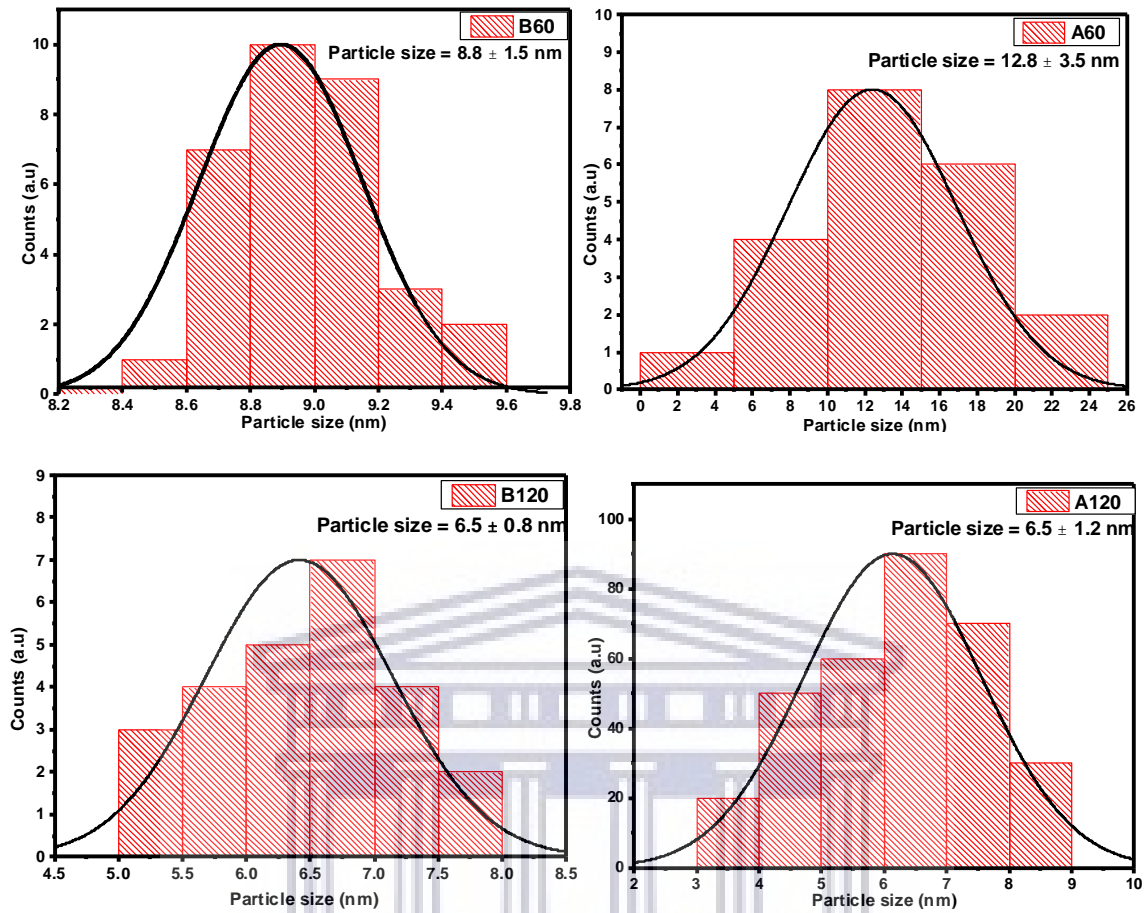 B60
Particle size = 8.8 ± 1.5 nm
10
8
6
4
2
0
Counts (a.u)
8.2 8.4 8.6 8.8 9.0 9.2 9.4 9.6 9.8
Particle size (nm)
A60
Particle size = 12.8 ± 3.5 nm
10
9
8
7
6
5
4
3
2
1
0
Counts (a.u)
0 2 4 6 8 10 12 14 16 18 20 22 24 26
Particle size (nm)
B120
Particle size = 6.5 ± 0.8 nm
9
8
7
6
5
4
3
2
1
0
Counts (a.u)
4.5 5.0 5.5 6.0 6.5 7.0 7.5 8.0 8.5
Particle size (nm)
A120
Particle size = 6.5 ± 1.2 nm
100
80
60
40
20
0
Counts (a.u)
2 3 4 5 6 7 8 9 10
Particle size (nm)